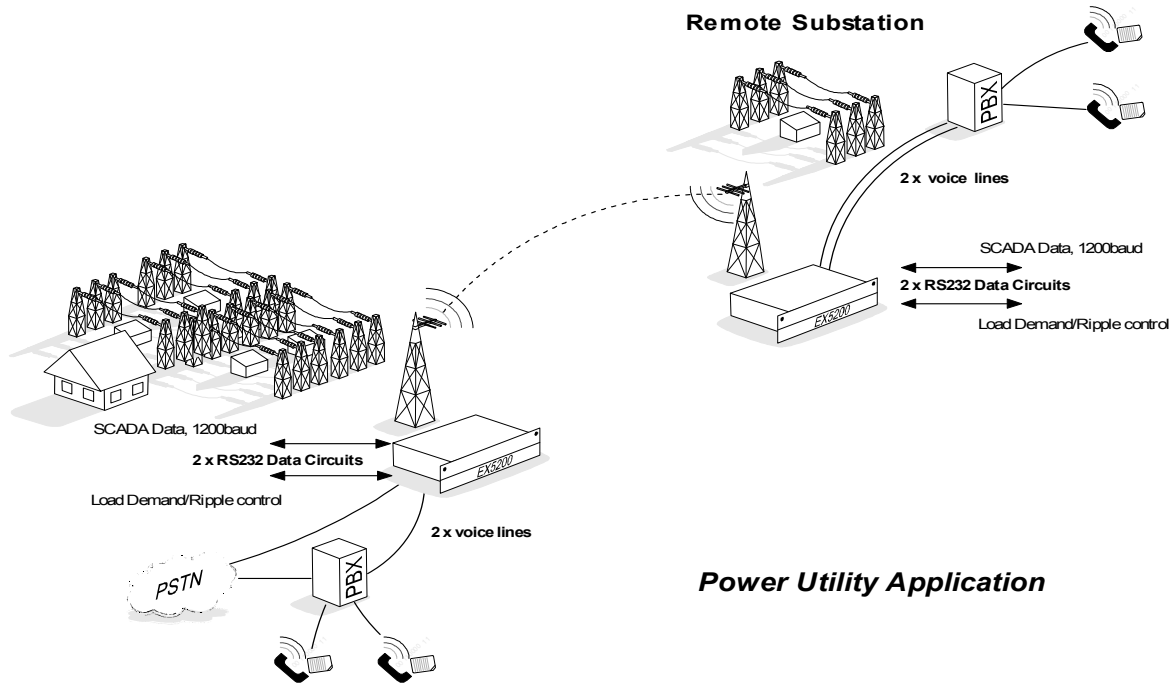 Remote Substation
PBX
2 x voice lines
SCADA Data, 1200baud
2 x RS232 Data Circuits
Load Demand/Ripple control
EX5200
SCADA Data, 1200baud
2 x RS232 Data Circuits
Load Demand/Ripple control
EX5200
2 x voice lines
PSTN
PBX
Power Utility Application